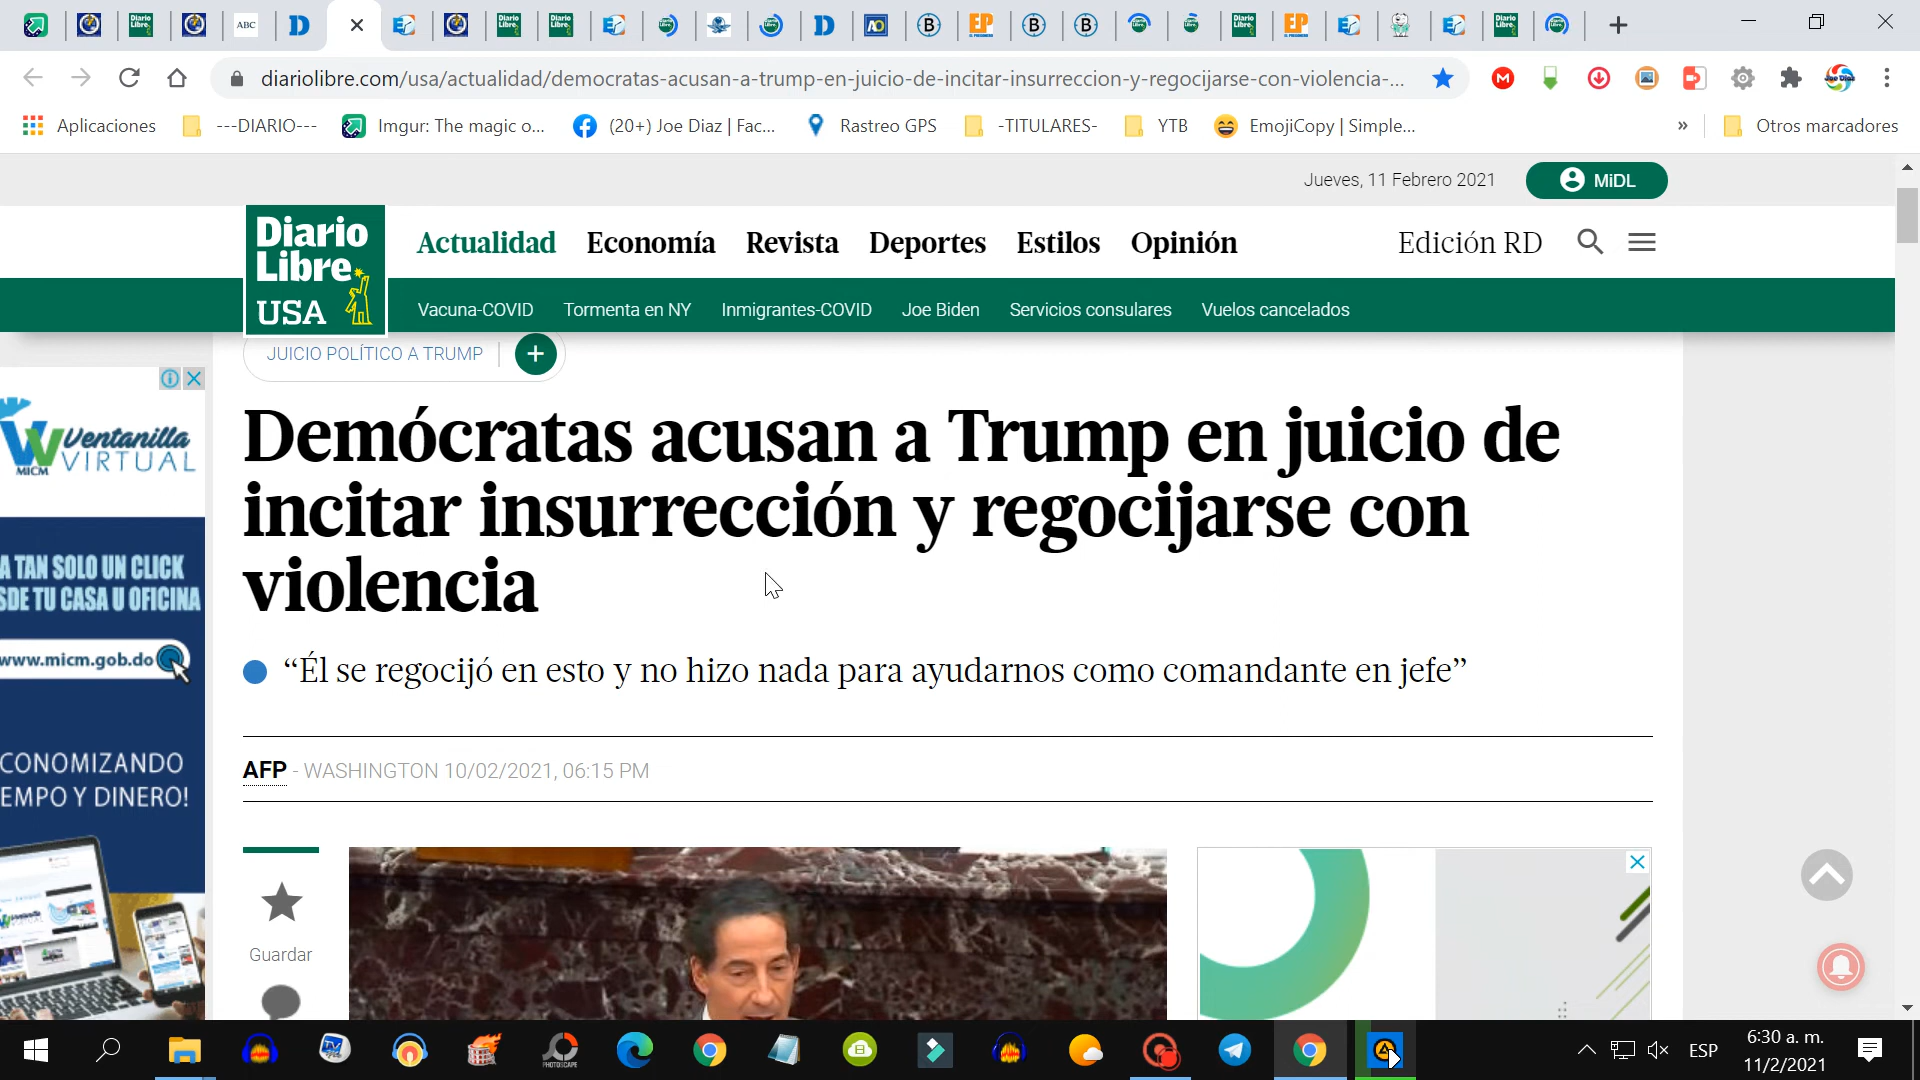 ABC
diariolibre.com/usa/actualidad/democratas-acusan-a-trump-en-juicio-de-incitar-insurreccion-y-regocijarse-con-violencia-...
Aplicaciones
---DIARIO---
Imgur: The magic o...
(20+) Joe Diaz | Fac...
Rastreo GPS
-TITULARES-
YTB
EmojiCopy | Simple...
»
Otros marcadores
Jueves, 11 Febrero 2021
MiDL
Diario
Libre
USA
Actualidad
Economía
Revista
Deportes
Estilos
Opinión
Edición RD
Vacuna-COVID
Tormenta en NY
Inmigrantes-COVID
Joe Biden
Servicios consulares
Vuelos cancelados
JUICIO POLÍTICO A TRUMP
+
Demócratas acusan a Trump en juicio de
incitar insurrección y regocijarse con
violencia
“Él se regocijó en esto y no hizo nada para ayudarnos como comandante en jefe”
AFP - WASHINGTON 10/02/2021, 06:15 PM
Guardar
Ventanilla
VIRTUAL
MICM
A TAN SOLO UN CLICK
SDE TU CASA U OFICINA
www.micm.gob.do
CONOMIZANDO
EMPO Y DINERO!
PHOTOSCAPE
ESP
6:30 a. m.
11/2/2021